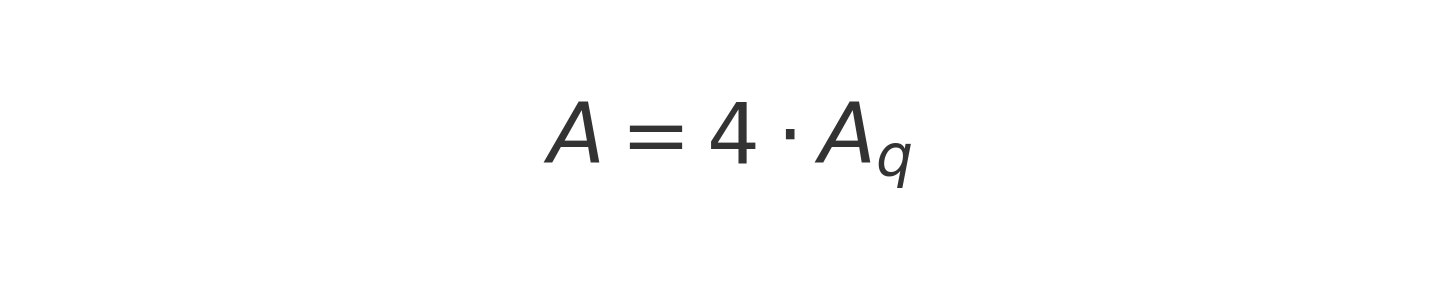 A = 4 · A_q